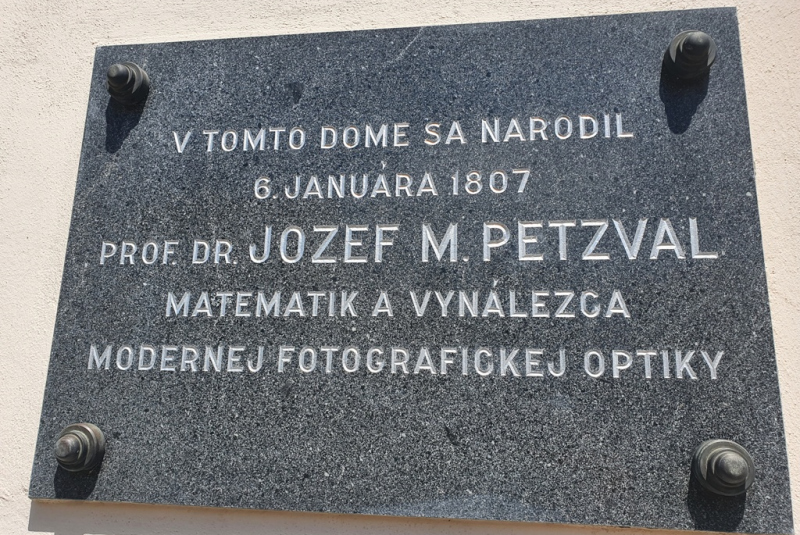 V TOMTO DOME SA NARODIL
6. JANUÁRA 1807
PROF. DR. JOZEF M. PETZVAL
MATEMATIK A VYNÁLEZCA
MODERNEJ FOTOGRAFICKEJ OPTIKY